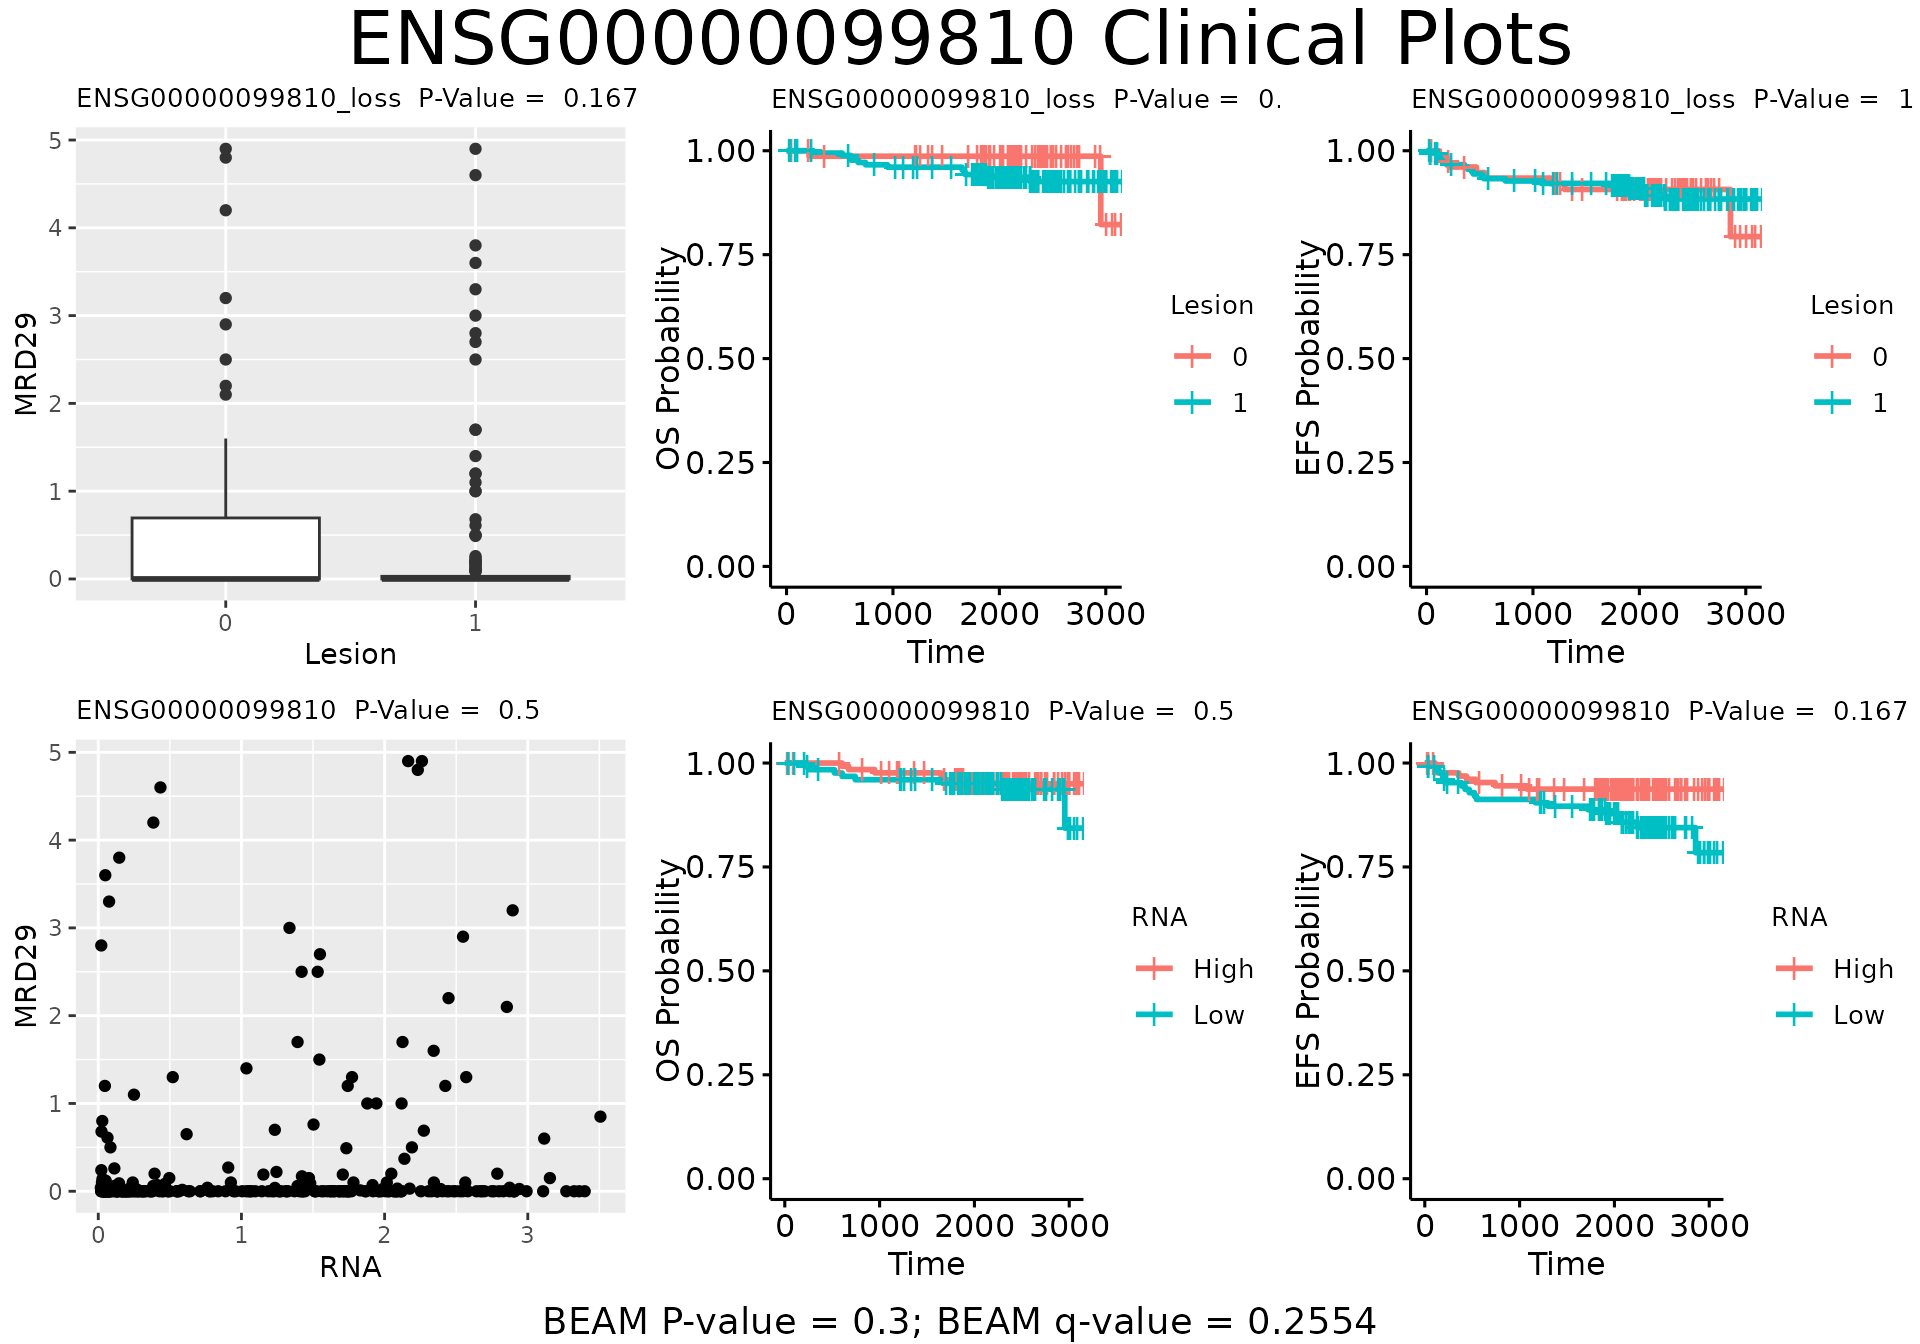 ENSG00000099810 Clinical Plots
ENSG00000099810_loss P-Value = 0.167
MRD29
5
4
3
2
1
0
0 1
Lesion
ENSG00000099810_loss P-Value = 0.
OS Probability
1.00
0.75
0.50
0.25
0.00
0 1000 2000 3000
Time
Lesion
0
1
ENSG00000099810_loss P-Value = 1
EFS Probability
1.00
0.75
0.50
0.25
0.00
0 1000 2000 3000
Time
Lesion
0
1
ENSG00000099810 P-Value = 0.5
MRD29
5
4
3
2
1
0
0 1 2 3
RNA
ENSG00000099810 P-Value = 0.5
OS Probability
1.00
0.75
0.50
0.25
0.00
0 1000 2000 3000
Time
RNA
High
Low
ENSG00000099810 P-Value = 0.167
EFS Probability
1.00
0.75
0.50
0.25
0.00
0 1000 2000 3000
Time
RNA
High
Low
BEAM P-value = 0.3; BEAM q-value = 0.2554